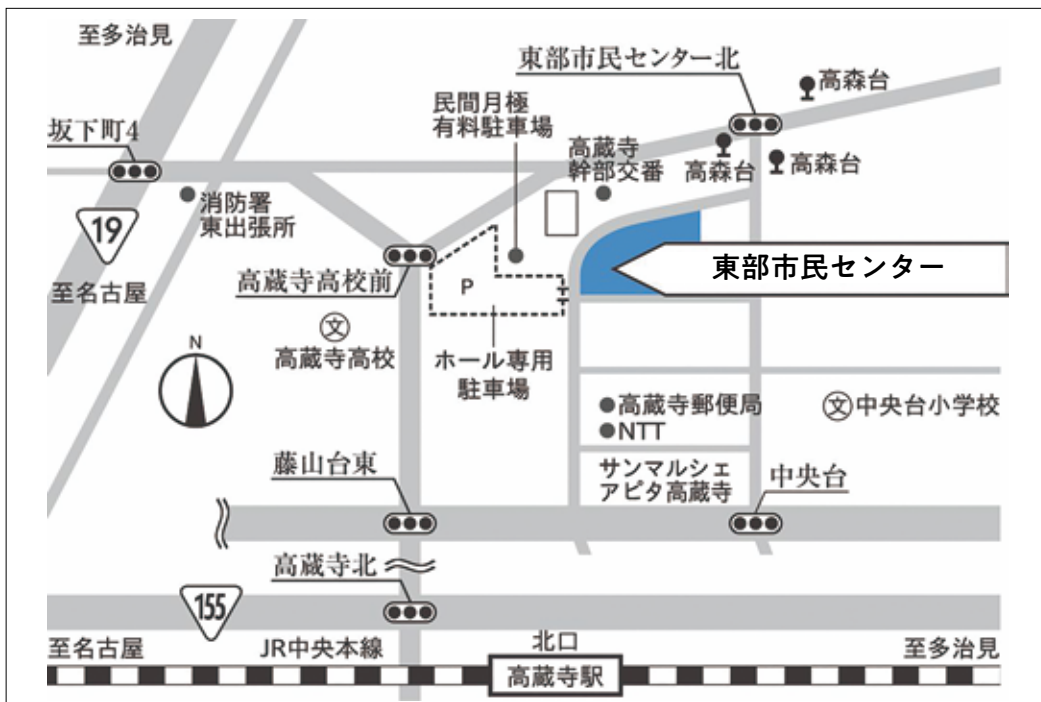 至多治見
東部市民センター北
高森台
民間月極
有料駐車場
坂下町4
高蔵寺
幹部交番
高森台
高森台
消防署
東出張所
19
東部市民センター
高蔵寺高校前
P
至名古屋
文
高蔵寺高校
N
ホール専用
駐車場
高蔵寺郵便局
文中央台小学校
NTT
藤山台東
サンマルシェ
アピタ高蔵寺
中央台
高蔵寺北
155
至名古屋
JR中央本線
北口
至多治見
高蔵寺駅